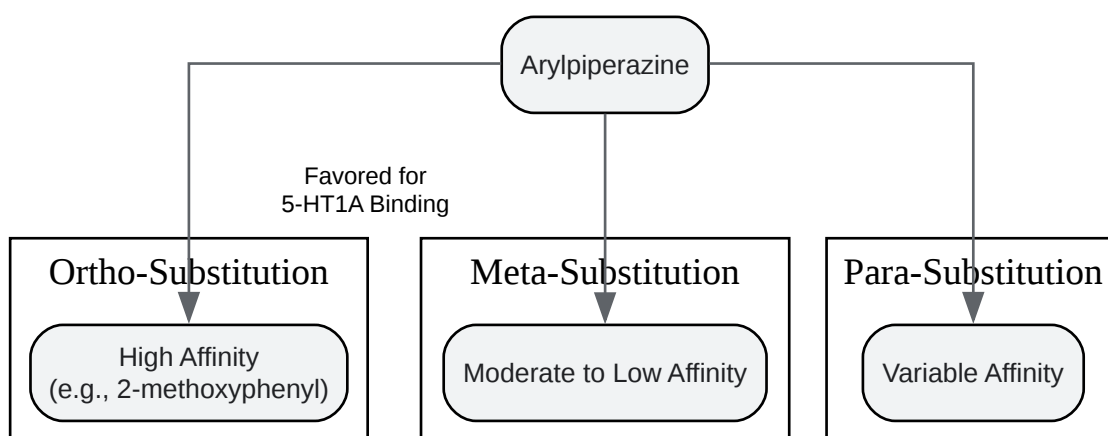 Arylpiperazine
Favored for
5-HT1A Binding
Ortho-Substitution
Meta-Substitution
Para-Substitution
High Affinity
(e.g., 2-methoxyphenyl)
Moderate to Low Affinity
Variable Affinity